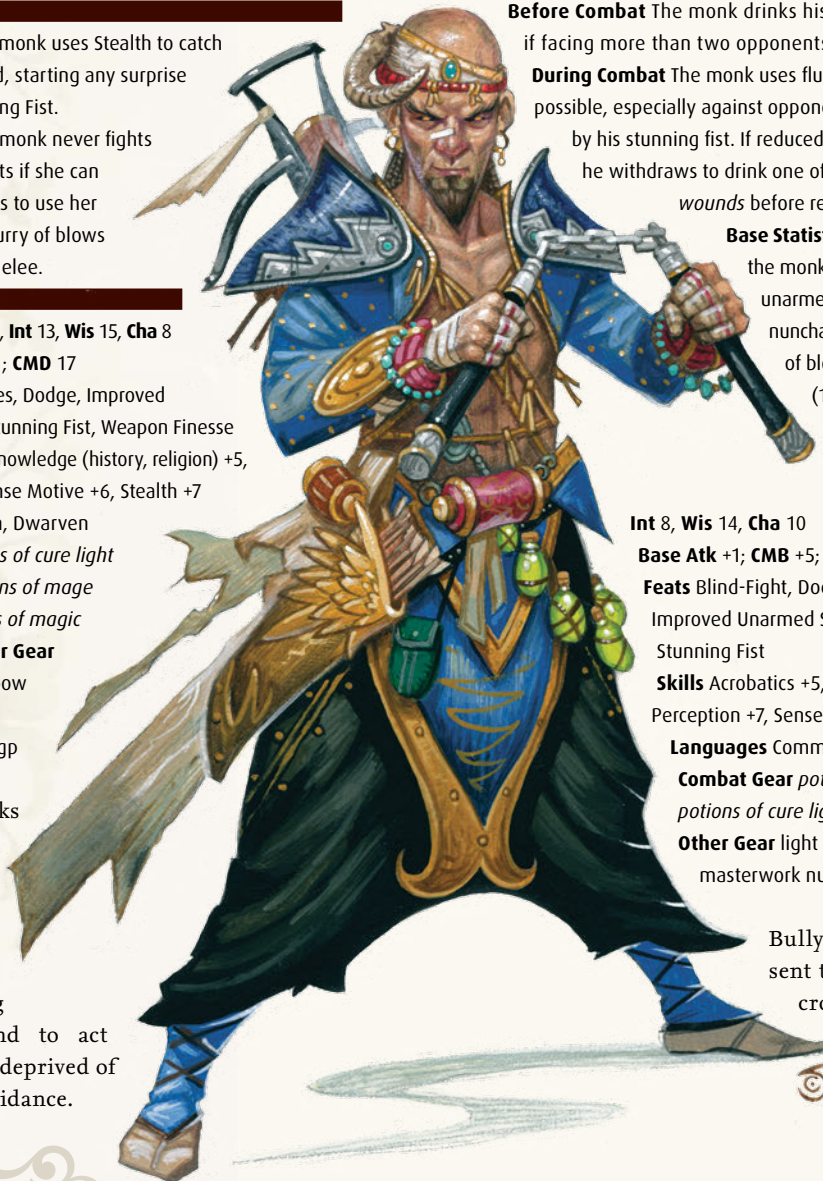 monk uses Stealth to catch
d, starting any surprise
ng Fist.
monk never fights
ts if she can
s to use her
urry of blows
elee.
, Int 13, Wis 15, Cha 8
; CMD 17
es, Dodge, Improved
unning Fist, Weapon Finesse
nowledge (history, religion) +5,
nse Motive +6, Stealth +7
, Dwarven
s of cure light
ns of mage
s of magic
r Gear
ow
gp
ks
g
nd to act
deprived of
idance.
Before Combat The monk drinks his
if facing more than two opponents
During Combat The monk uses flu
possible, especially against oppone
by his stunning fist. If reduced
he withdraws to drink one of
wounds before re
Base Statist
the monk
unarme
nuncha
of blo
(1
Int 8, Wis 14, Cha 10
Base Atk +1; CMB +5;
Feats Blind-Fight, Dod
Improved Unarmed S
Stunning Fist
Skills Acrobatics +5,
Perception +7, Sense
Languages Comm
Combat Gear pot
potions of cure lig
Other Gear light
masterwork nu
Bully
sent t
cro